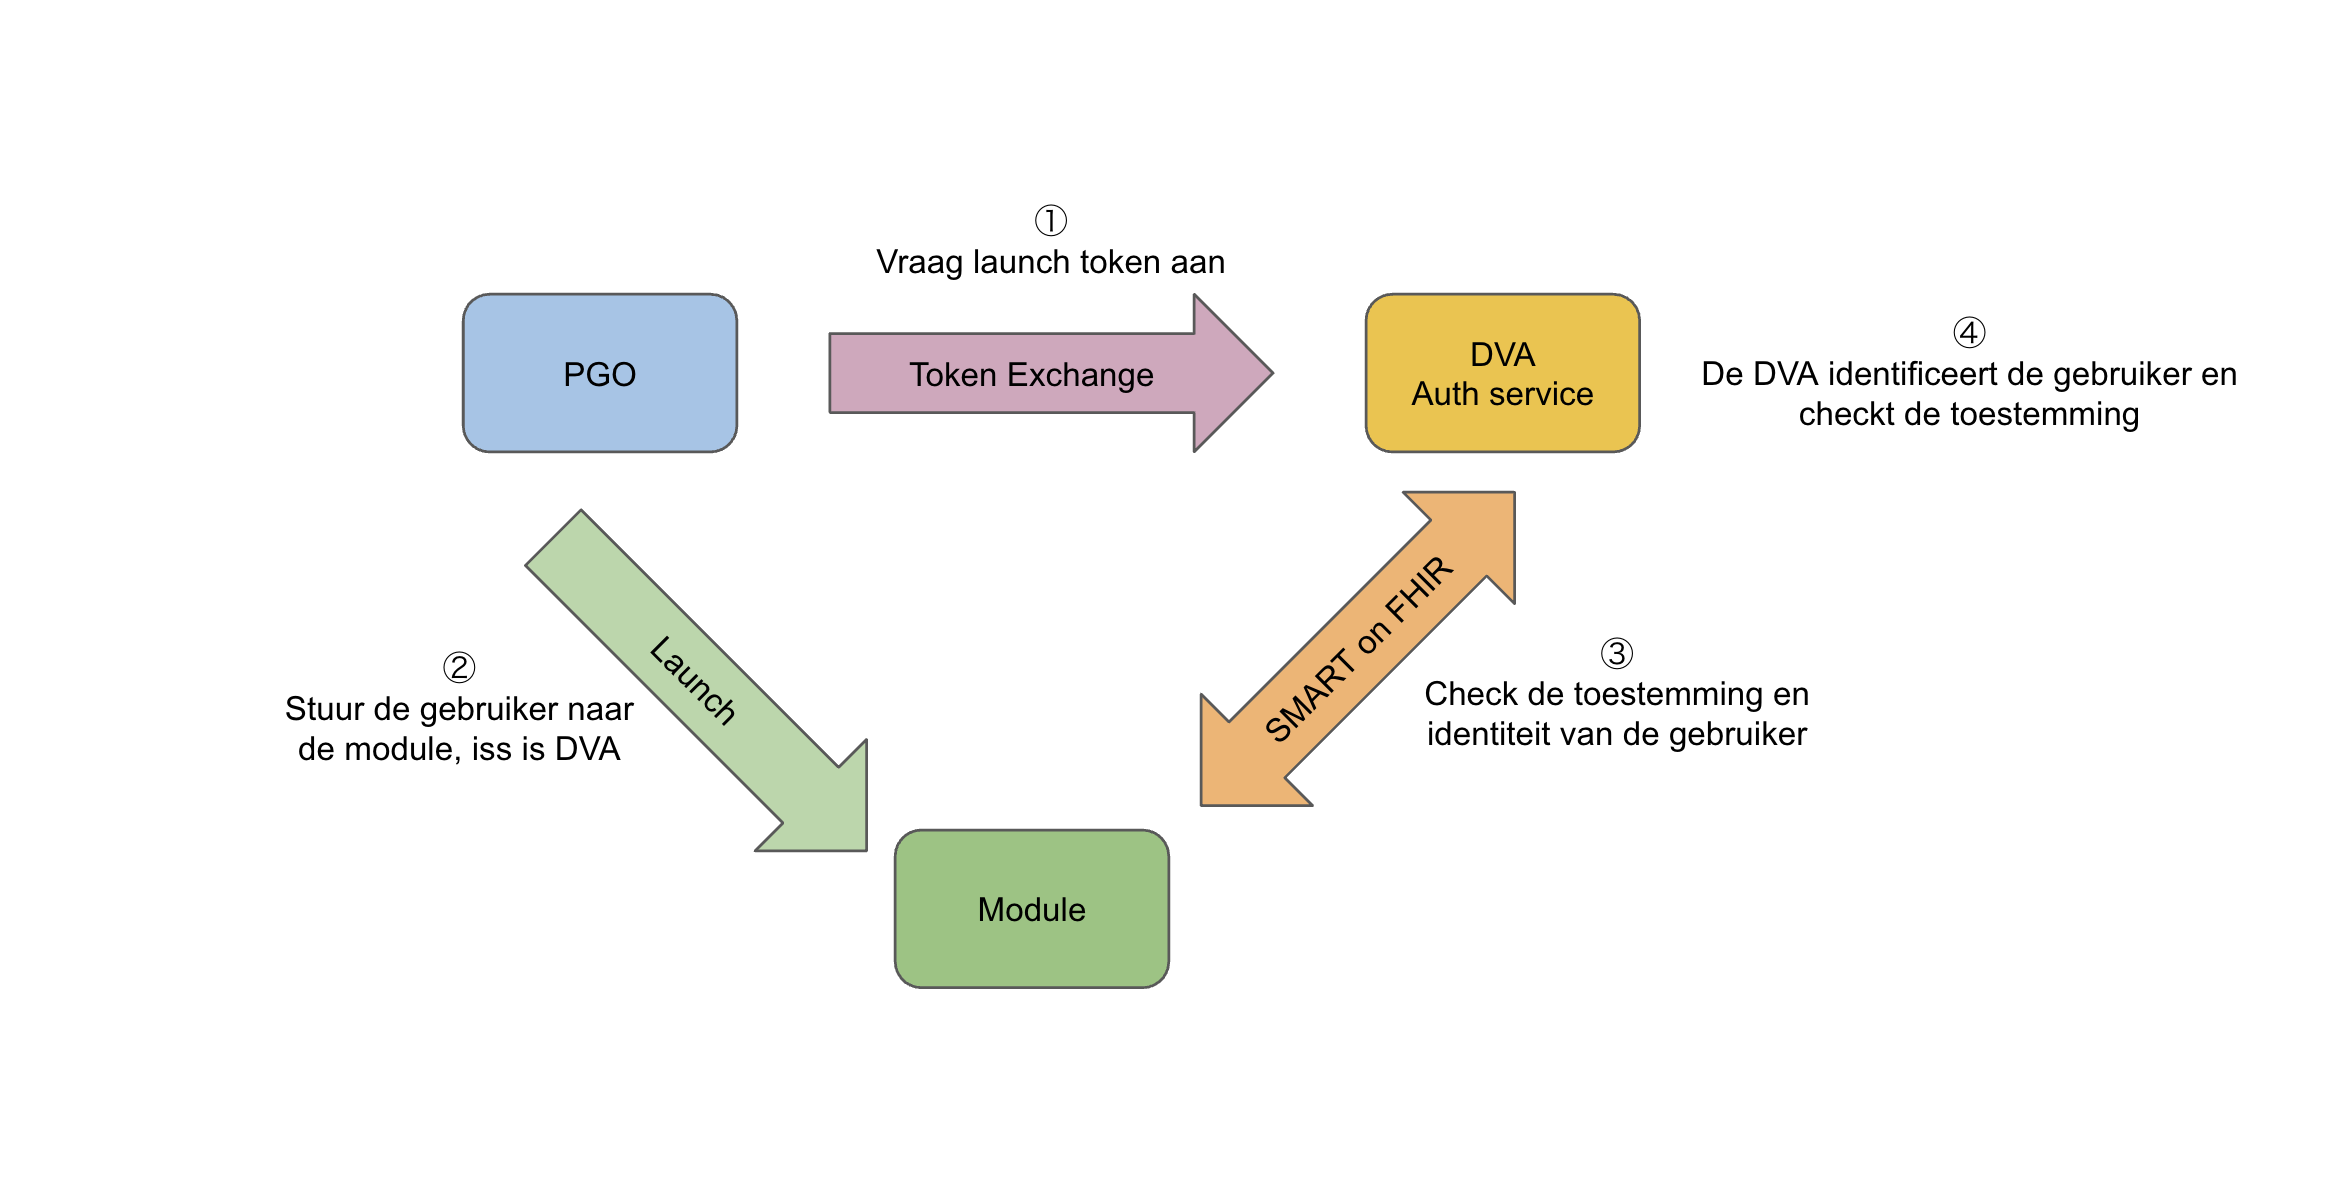 ①
Vraag launch token aan
PGO
Token Exchange
DVA
Auth service
④
De DVA identificeert de gebruiker en
checkt de toestemming
Launch
SMART on FHIR
②
Stuur de gebruiker naar
de module, iss is DVA
③
Check de toestemming en
identiteit van de gebruiker
Module